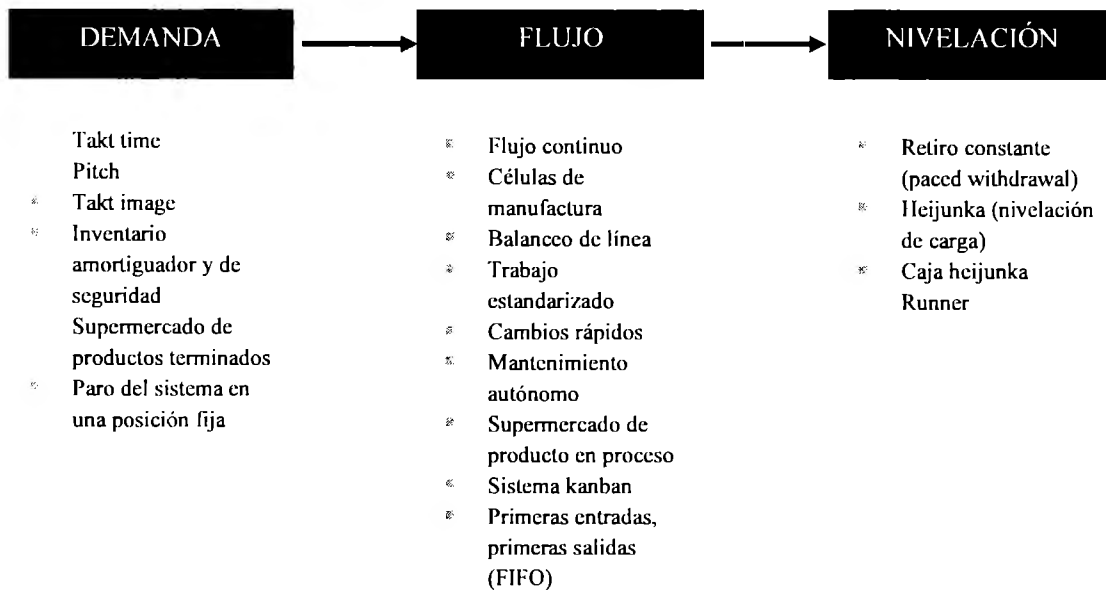 DEMANDA
FLUJO
NIVELACIÓN
Takt time
Pitch
Takt image
Inventario
amortiguador y de
seguridad
Supermercado de
productos terminados
Paro del sistema en
una posición fija
Flujo continuo
Células de
manufactura
Balanceo de línea
Trabajo
estandarizado
Cambios rápidos
Mantenimiento
autónomo
Supermercado de
producto en proceso
Sistema kanban
Primeras entradas,
primeras salidas
(FIFO)
Retiro constante
(paced withdrawal)
Heijunka (nivelación
de carga)
Caja heijunka
Runner